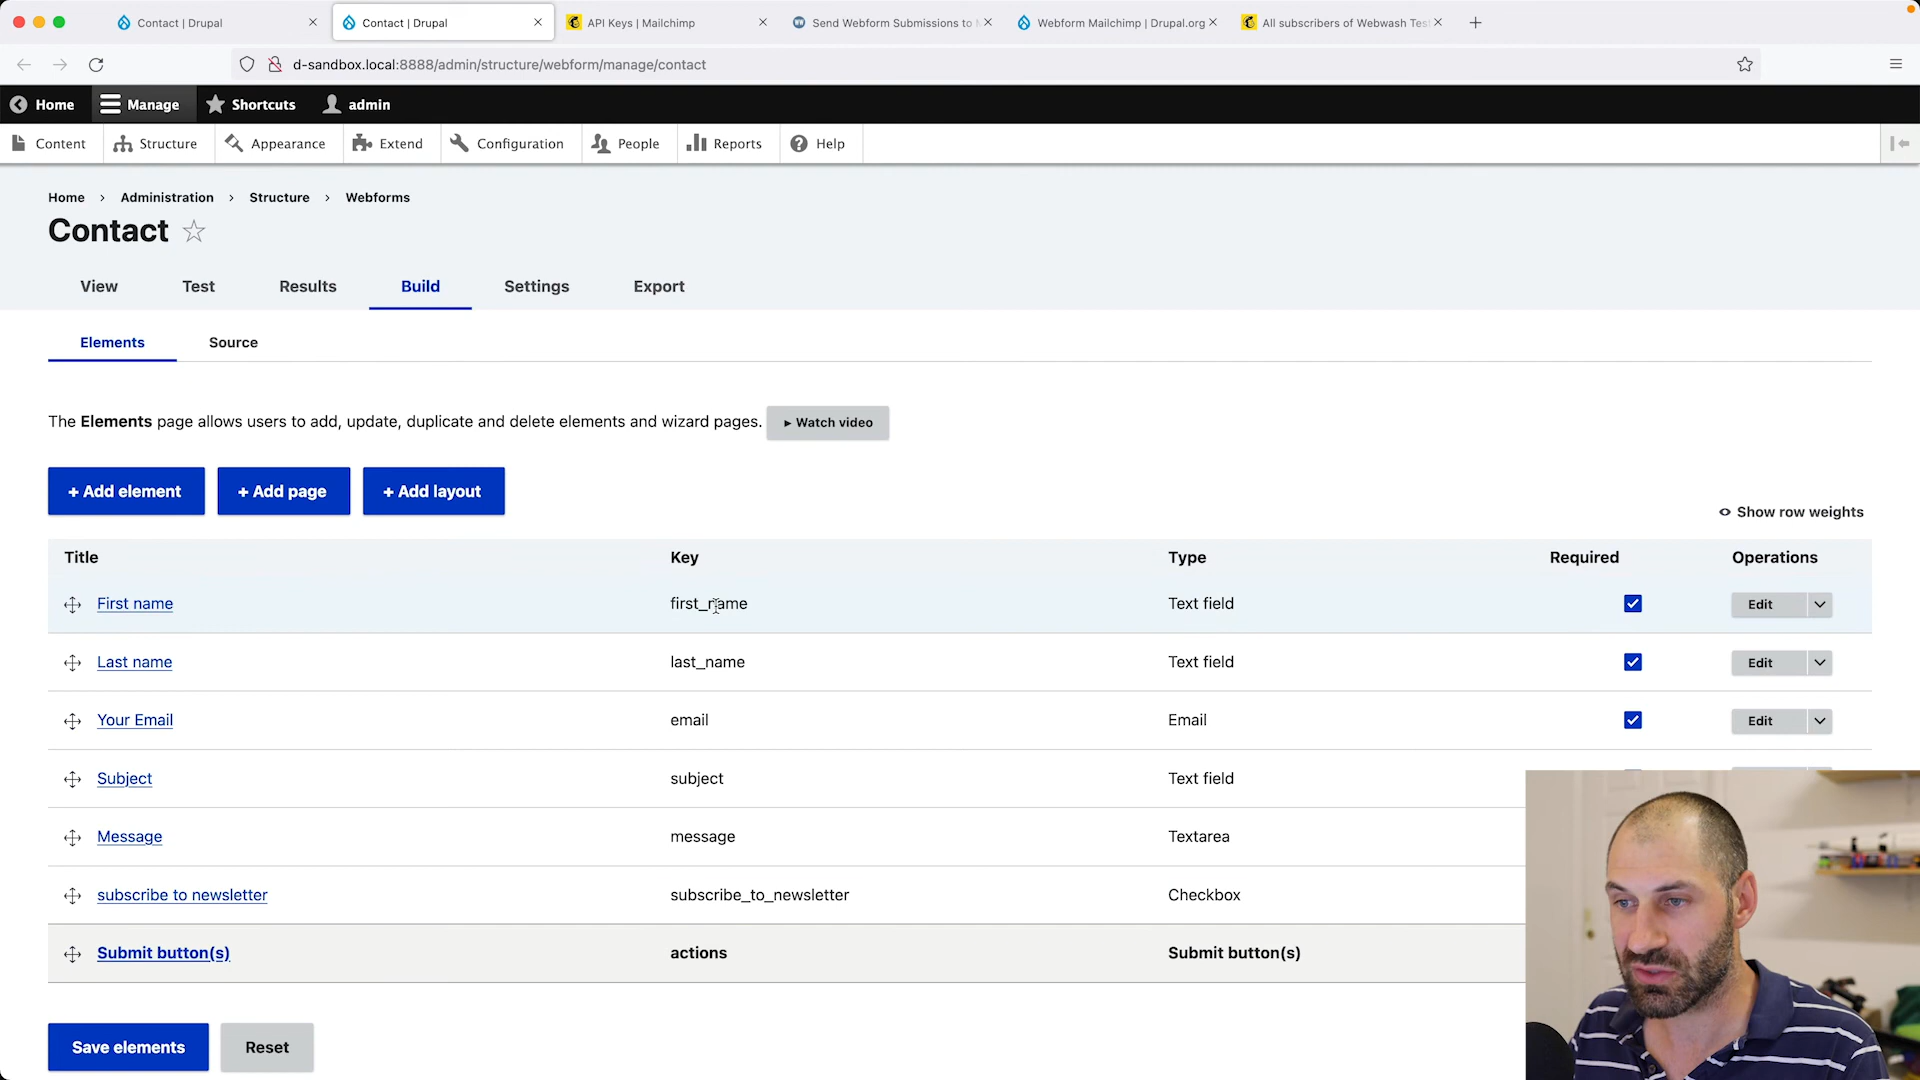 Contact | Drupal
Contact | Drupal
API Keys | Mailchimp
Send Webform Submissions to
Webform Mailchimp | Drupal.org
All subscribers of Webwash Tes
d-sandbox.local:8888/admin/structure/webform/manage/contact
Home Manage Shortcuts admin
Content Structure Appearance Extend Configuration People Reports Help
Home › Administration › Structure › Webforms
Contact
View Test Results Build Settings Export
Elements Source
The Elements page allows users to add, update, duplicate and delete elements and wizard pages. Watch video
+ Add element + Add page + Add layout
Show row weights
Title Key Type Required Operations
First name first_name Text field Edit
Last name last_name Text field Edit
Your Email email Email Edit
Subject subject Text field
Message message Textarea
subscribe to newsletter subscribe_to_newsletter Checkbox
Submit button(s) actions Submit button(s)
Save elements Reset